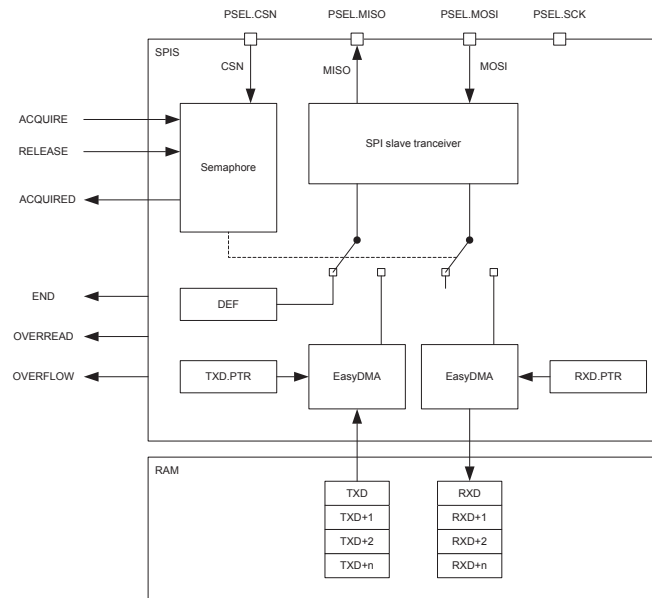 PSEL.CSN PSEL.MISO PSEL.MOSI PSEL.SCK
SPIS
CSN MISO MOSI
ACQUIRE
RELEASE
ACQUIRED
Semaphore
SPI slave tranceiver
END
OVERREAD
OVERFLOW
DEF
TXD.PTR EasyDMA EasyDMA RXD.PTR
RAM
TXD RXD
TXD+1 RXD+1
TXD+2 RXD+2
TXD+n RXD+n